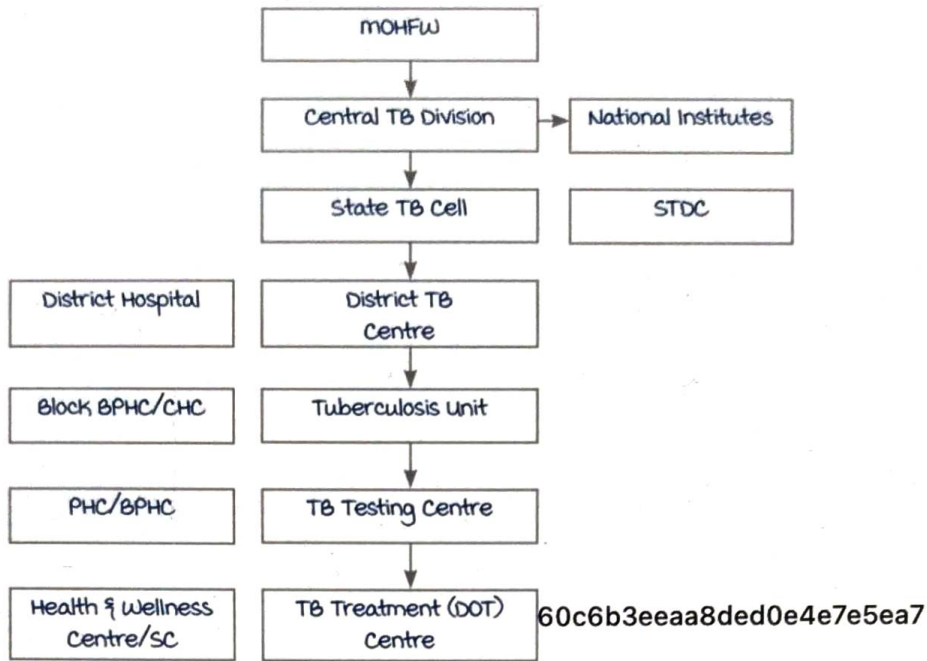 MOHFW
Central TB Division
National Institutes
State TB Cell
STDC
District Hospital
District TB
Centre
Block BPHC/CHC
Tuberculosis Unit
PHC/BPHC
TB Testing Centre
Health & Wellness
Centre/SC
TB Treatment (DOT)
Centre
60c6b3eeaa8ded0e4e7e5ea7